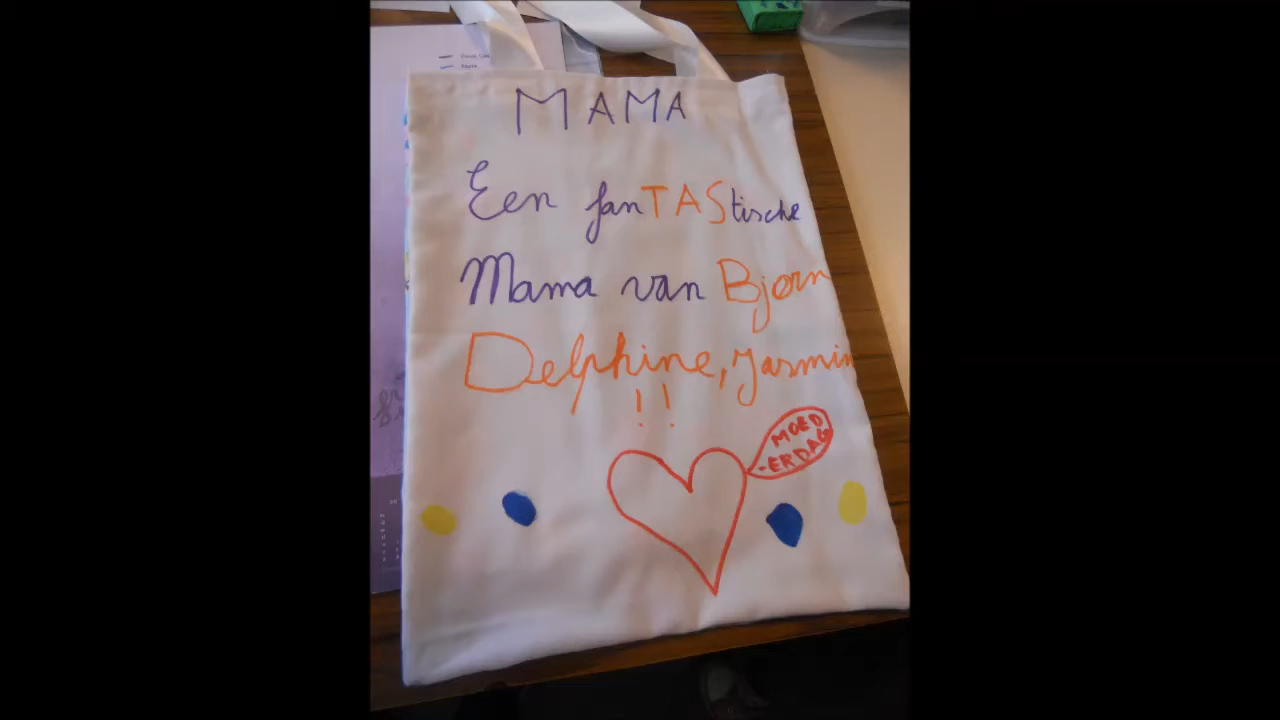 MAMA
Een fanTAStische
Mama van Bjorn
Delphine, Jasmin
!!
MOED
-ERDAG